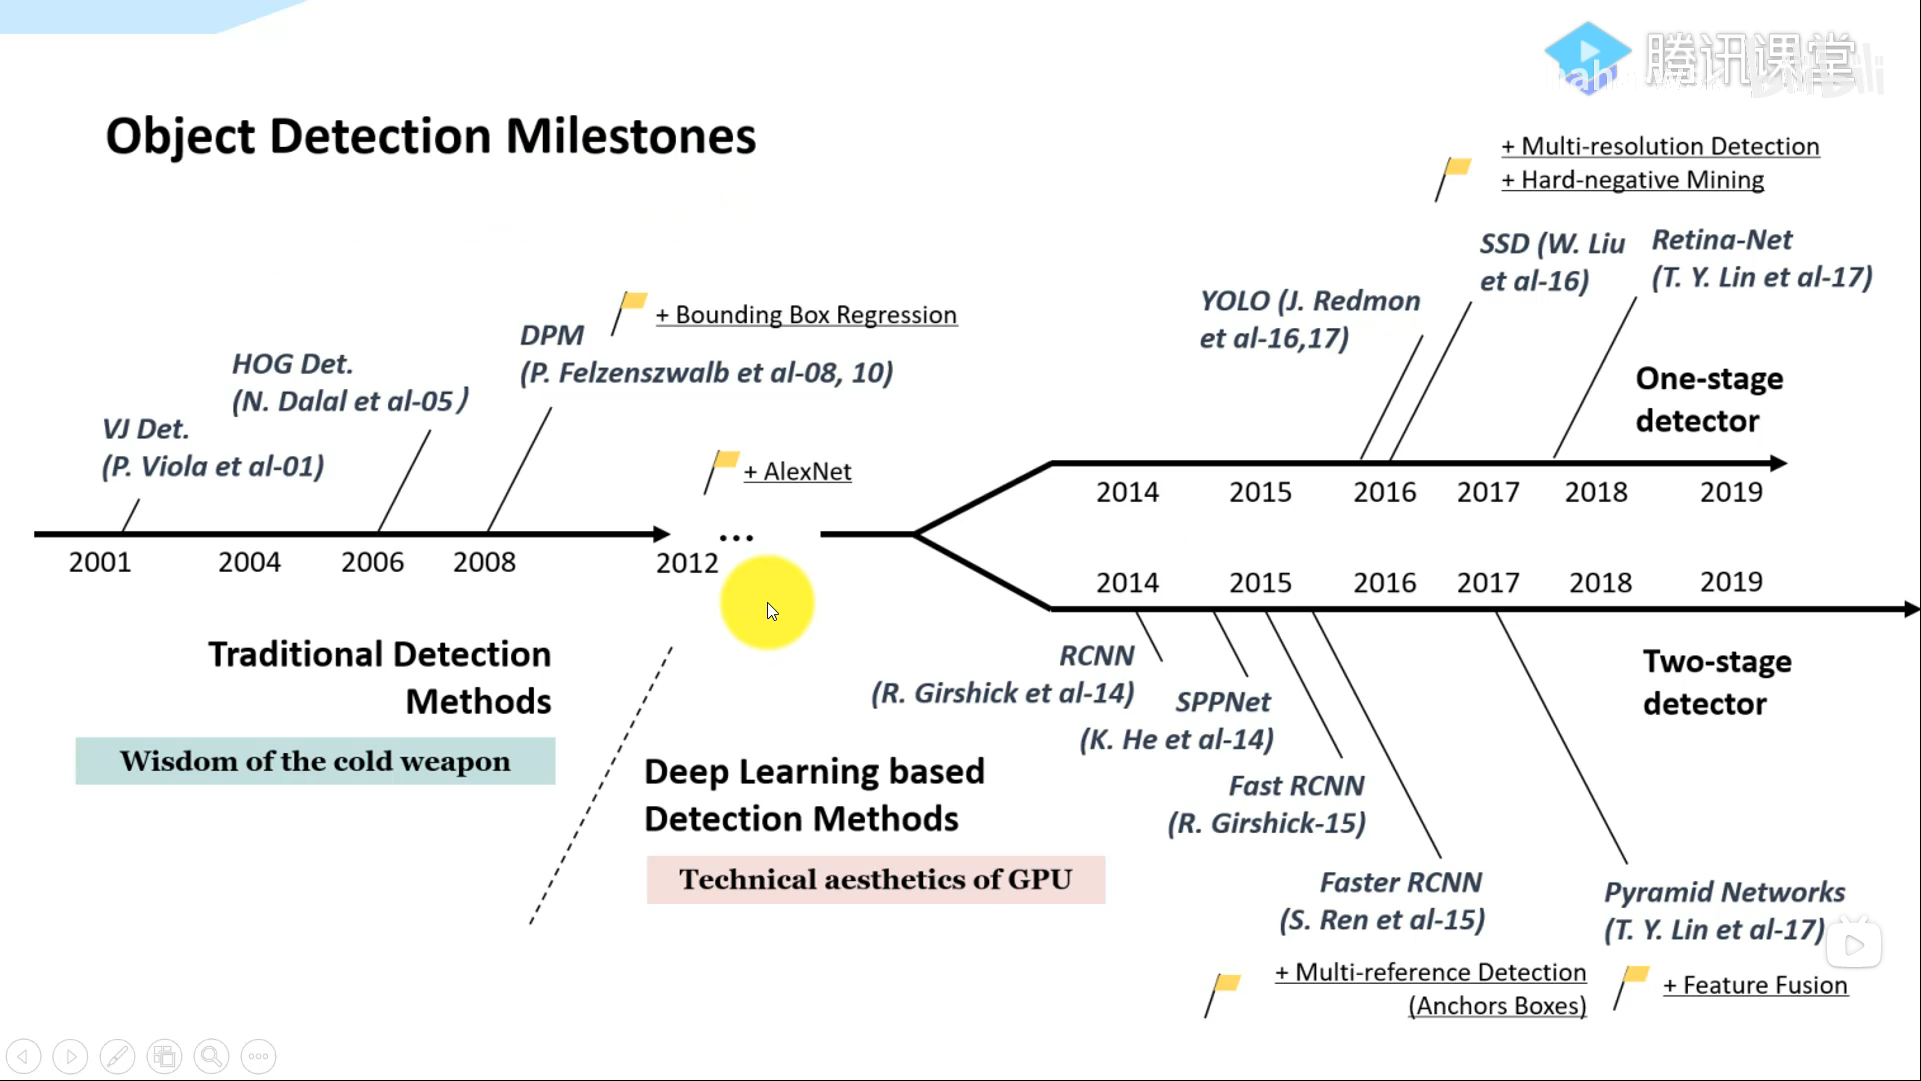 腾讯课堂
Object Detection Milestones
+ Multi-resolution Detection
+ Hard-negative Mining
SSD (W. Liu
et al-16)
Retina-Net
(T. Y. Lin et al-17)
YOLO (J. Redmon
et al-16,17)
+ Bounding Box Regression
DPM
(P. Felzenszwalb et al-08, 10)
HOG Det.
(N. Dalal et al-05)
VJ Det.
(P. Viola et al-01)
+ AlexNet
One-stage
detector
2014 2015 2016 2017 2018 2019
...
2001 2004 2006 2008 2012
2014 2015 2016 2017 2018 2019
Traditional Detection
Methods
Wisdom of the cold weapon
Deep Learning based
Detection Methods
Technical aesthetics of GPU
RCNN
(R. Girshick et al-14)
SPPNet
(K. He et al-14)
Fast RCNN
(R. Girshick-15)
Faster RCNN
(S. Ren et al-15)
Two-stage
detector
Pyramid Networks
(T. Y. Lin et al-17)
+ Multi-reference Detection
(Anchors Boxes)
+ Feature Fusion